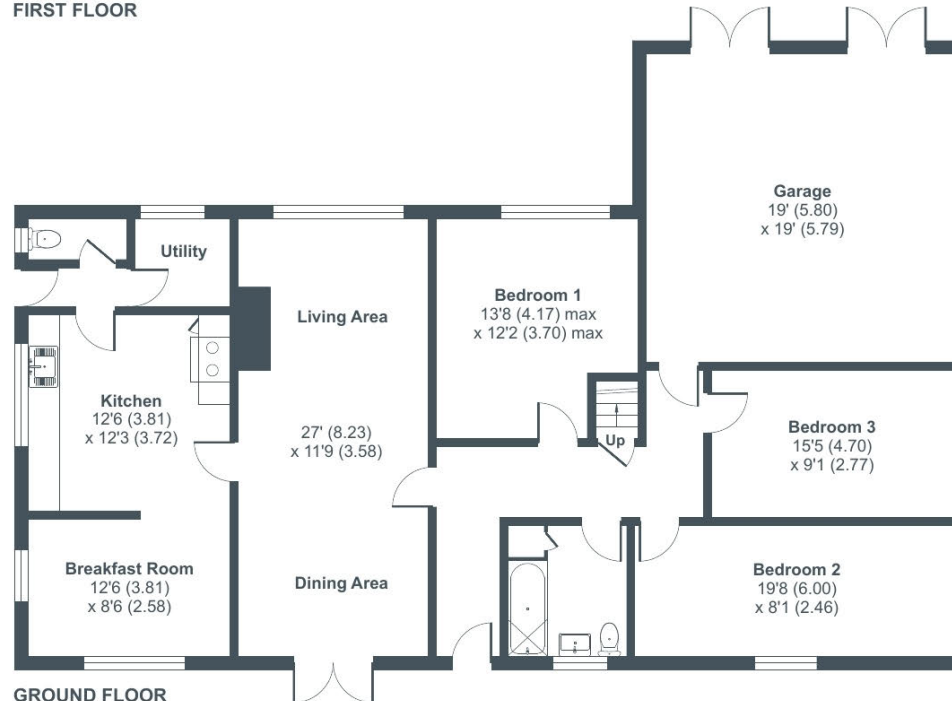 FIRST FLOOR
Garage
19' (5.80)
x 19' (5.79)
Utility
Living Area
Bedroom 1
13'8 (4.17) max
x 12'2 (3.70) max
Kitchen
12'6 (3.81)
x 12'3 (3.72)
27' (8.23)
x 11'9 (3.58)
Up
Bedroom 3
15'5 (4.70)
x 9'1 (2.77)
Breakfast Room
12'6 (3.81)
x 8'6 (2.58)
Dining Area
Bedroom 2
19'8 (6.00)
x 8'1 (2.46)
GROUND FLOOR